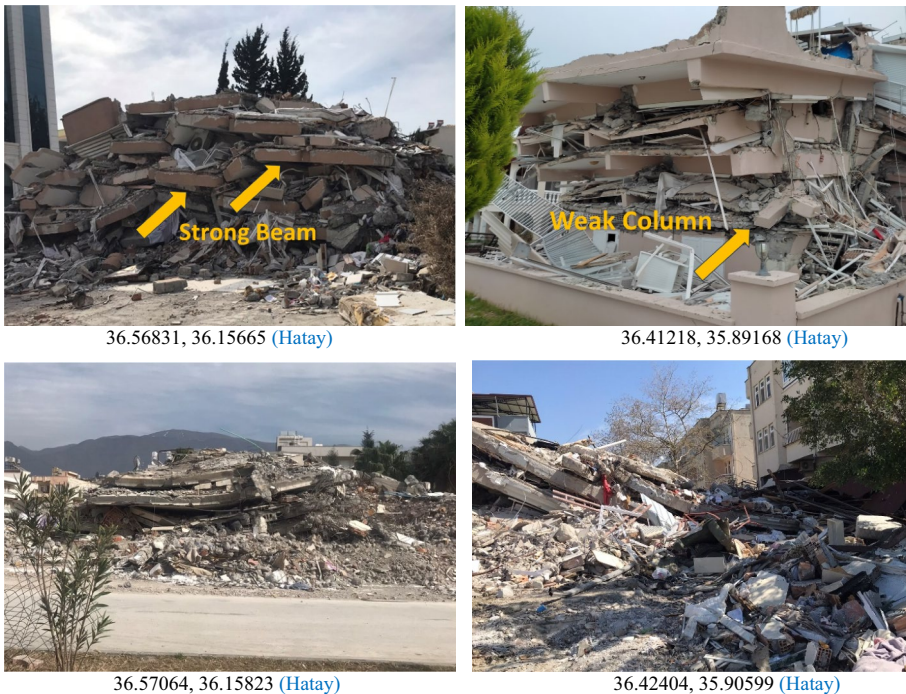 Strong Beam
Weak Column
36.56831, 36.15665 (Hatay)
36.41218, 35.89168 (Hatay)
36.57064, 36.15823 (Hatay)
36.42404, 35.90599 (Hatay)